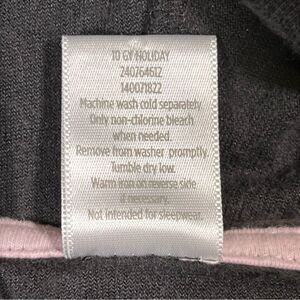 10 GY HOLIDAY
240764612
140071822
Machine wash cold separately.
Only non-chlorine bleach
when needed.
Remove from washer promptly.
Tumble dry low.
Warm iron on reverse side
if necessary.
Not intended for sleepwear.